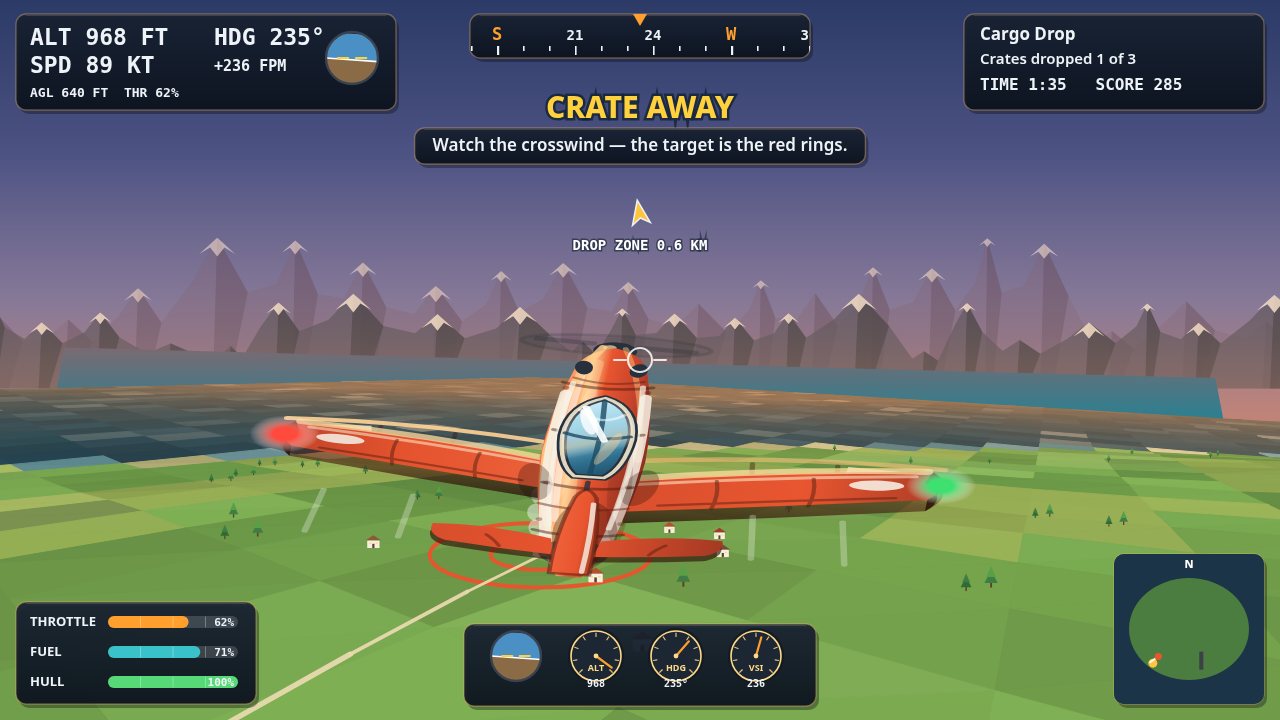 ALT 968 FT
HDG 235°
SPD 89 KT
+236 FPM
AGL 640 FT THR 62%
S 21 24 W 3
Cargo Drop
Crates dropped 1 of 3
TIME 1:35 SCORE 285
CRATE AWAY
Watch the crosswind — the target is the red rings.
DROP ZONE 0.6 KM
THROTTLE 62%
FUEL 71%
HULL 100%
ALT HDG VSI
968 235° 236
N